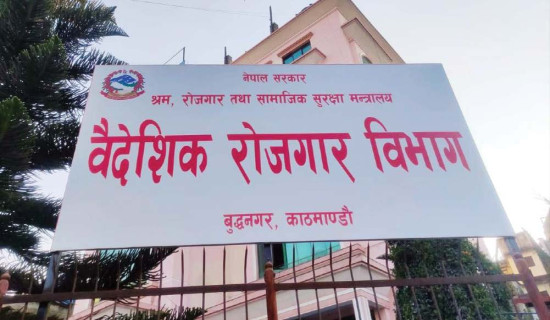 नेपाल सरकार
श्रम, रोजगार तथा सामाजिक सुरक्षा मन्त्रालय
वैदेशिक रोजगार विभाग
बुद्धनगर, काठमाण्डौ